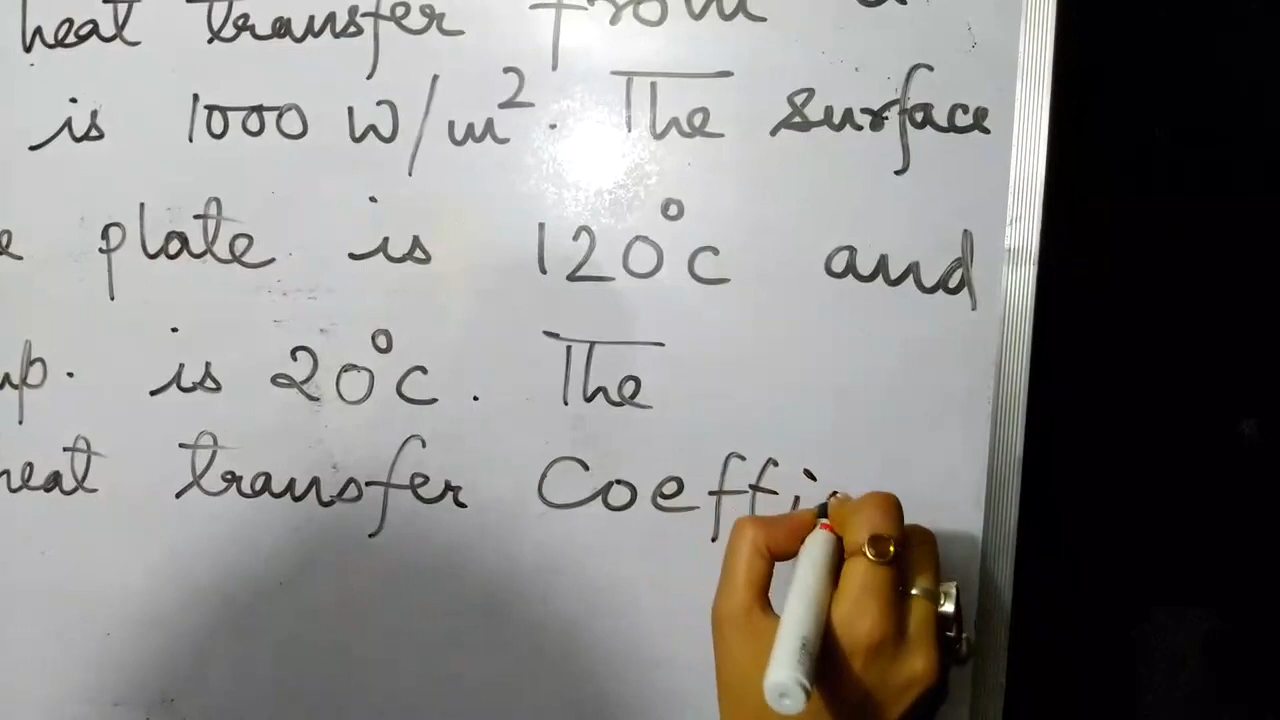 heat transfer from a
is 1000 W/m². The surface
plate is 120°C and
is 20°C. The
heat transfer Coeffi